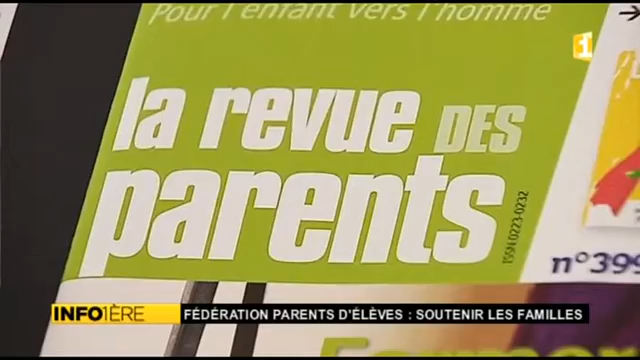 Pour l'enfant vers l'homme
1
la revue DES
parents
ISSN 0223-0232
n°399
INFO1ÈRE
FÉDÉRATION PARENTS D'ÉLÈVES : SOUTENIR LES FAMILLES